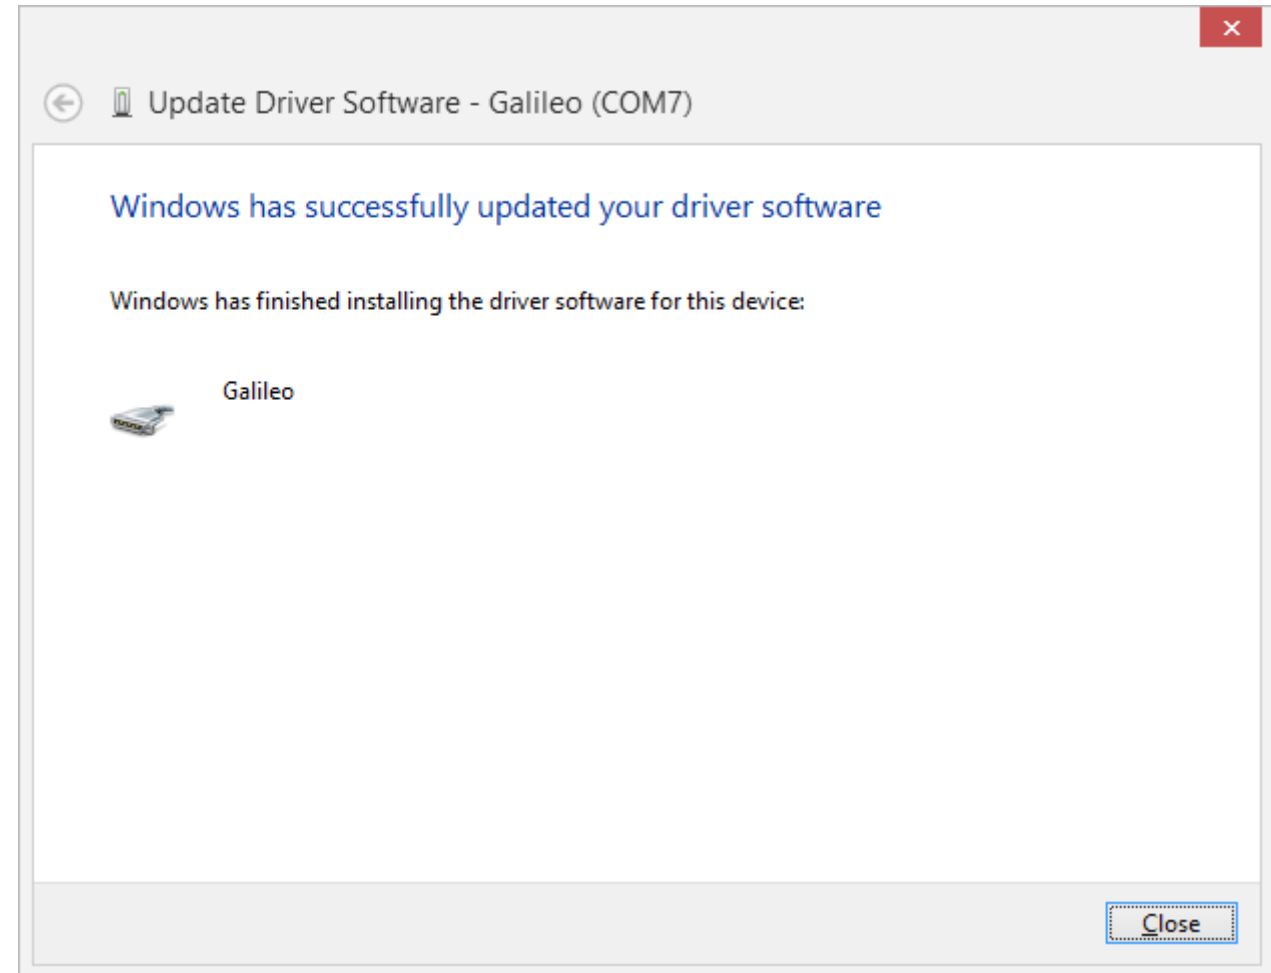 Update Driver Software - Galileo (COM7)
Windows has successfully updated your driver software
Windows has finished installing the driver software for this device:
Galileo
Close